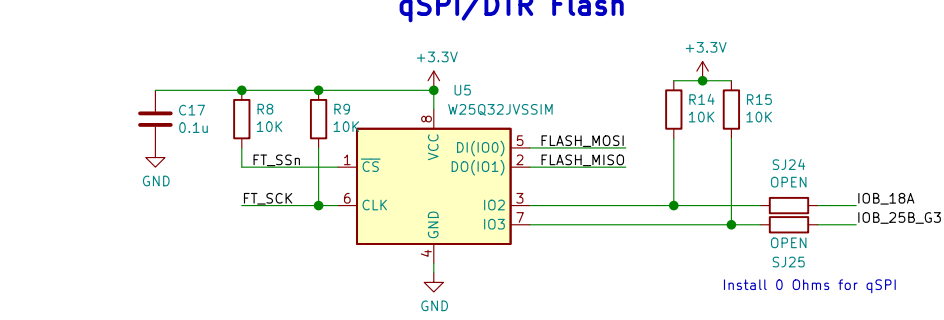 qSPI/DTR Flash
+3.3V
+3.3V
U5
W25Q32JVSSIM
C17
0.1u
R8
10K
R9
10K
R14
10K
R15
10K
8
VCC
5
DI(IO0)
FLASH_MOSI
FT_SSn
1
CS
2
DO(IO1)
FLASH_MISO
GND
SJ24
OPEN
FT_SCK
6
CLK
3
IO2
IOB_18A
7
IO3
IOB_25B_G3
GND
4
OPEN
SJ25
Install 0 Ohms for qSPI
GND